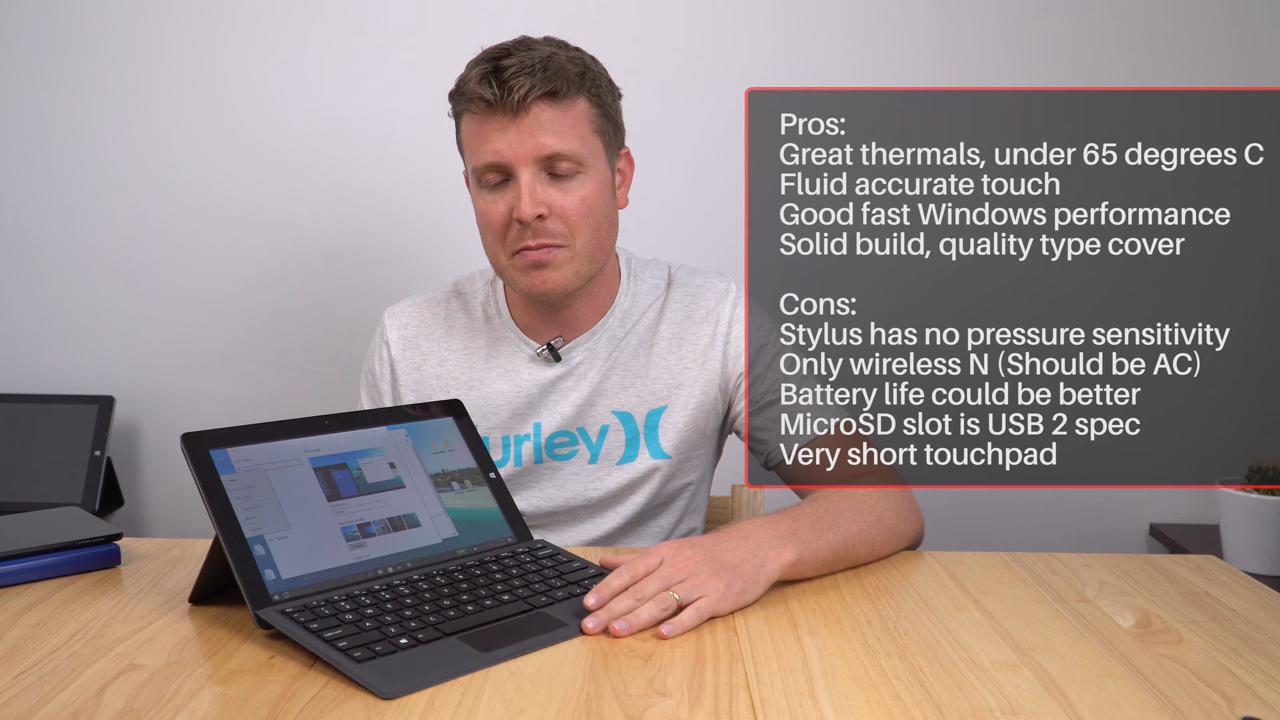 Pros:
Great thermals, under 65 degrees C
Fluid accurate touch
Good fast Windows performance
Solid build, quality type cover
Cons:
Stylus has no pressure sensitivity
Only wireless N (Should be AC)
Battery life could be better
MicroSD slot is USB 2 spec
Very short touchpad
urley